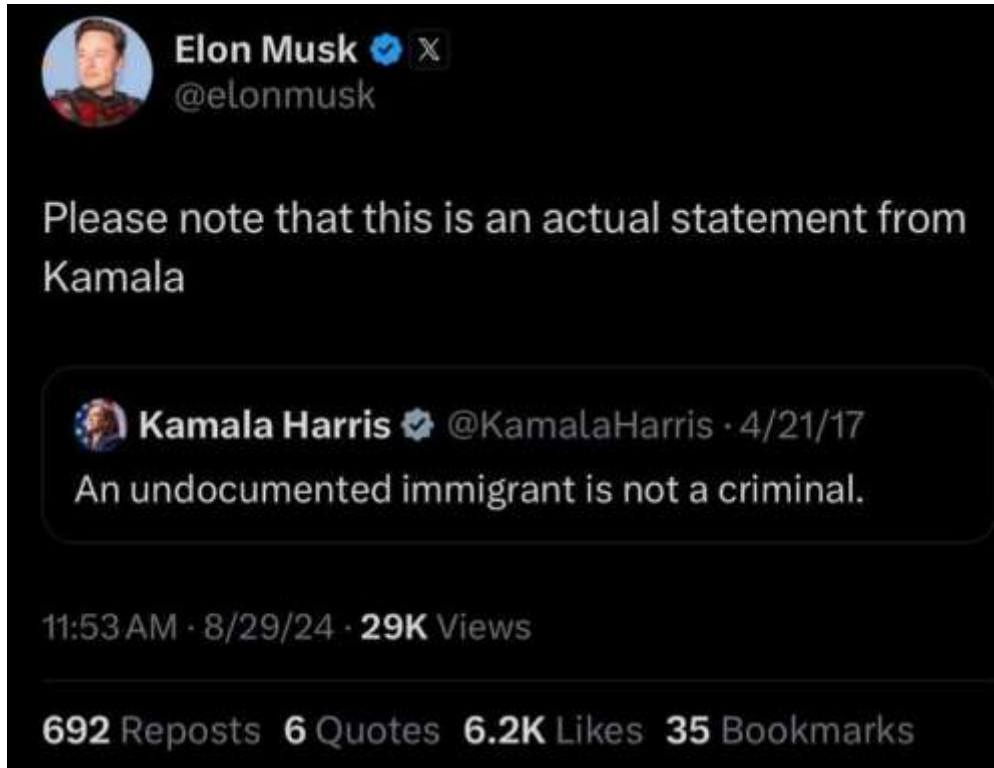 Elon Musk
@elonmusk
Please note that this is an actual statement from
Kamala
Kamala Harris @KamalaHarris · 4/21/17
An undocumented immigrant is not a criminal.
11:53 AM · 8/29/24 · 29K Views
692 Reposts 6 Quotes 6.2K Likes 35 Bookmarks